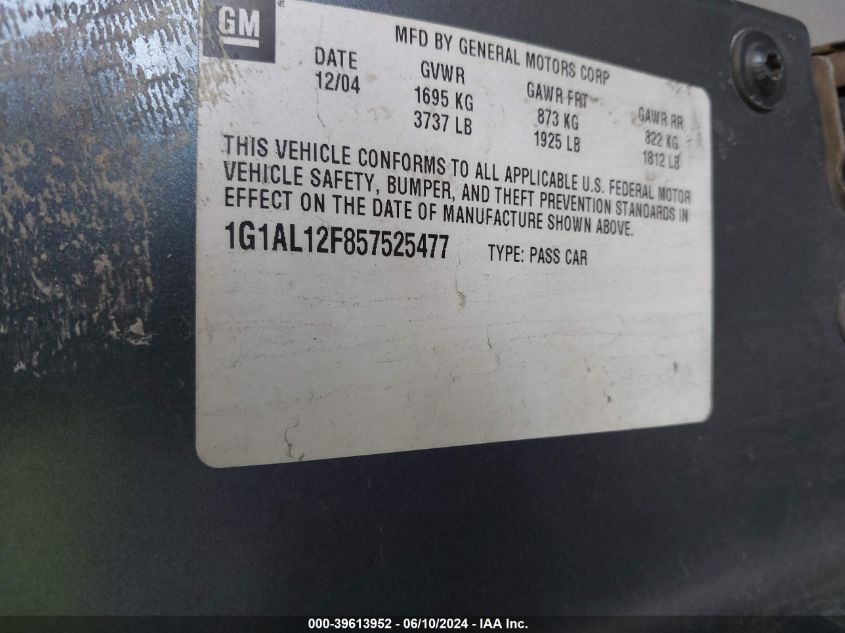 GM
MFD BY GENERAL MOTORS CORP
DATE GVWR GAWR FRT GAWR RR
12/04 1695 KG 873 KG 822 KG
3737 LB 1925 LB 1812 LB
THIS VEHICLE CONFORMS TO ALL APPLICABLE U.S. FEDERAL MOTOR
VEHICLE SAFETY, BUMPER, AND THEFT PREVENTION STANDARDS IN
EFFECT ON THE DATE OF MANUFACTURE SHOWN ABOVE.
1G1AL12F857525477 TYPE: PASS CAR
000-39613952 - 06/10/2024 - IAA Inc.